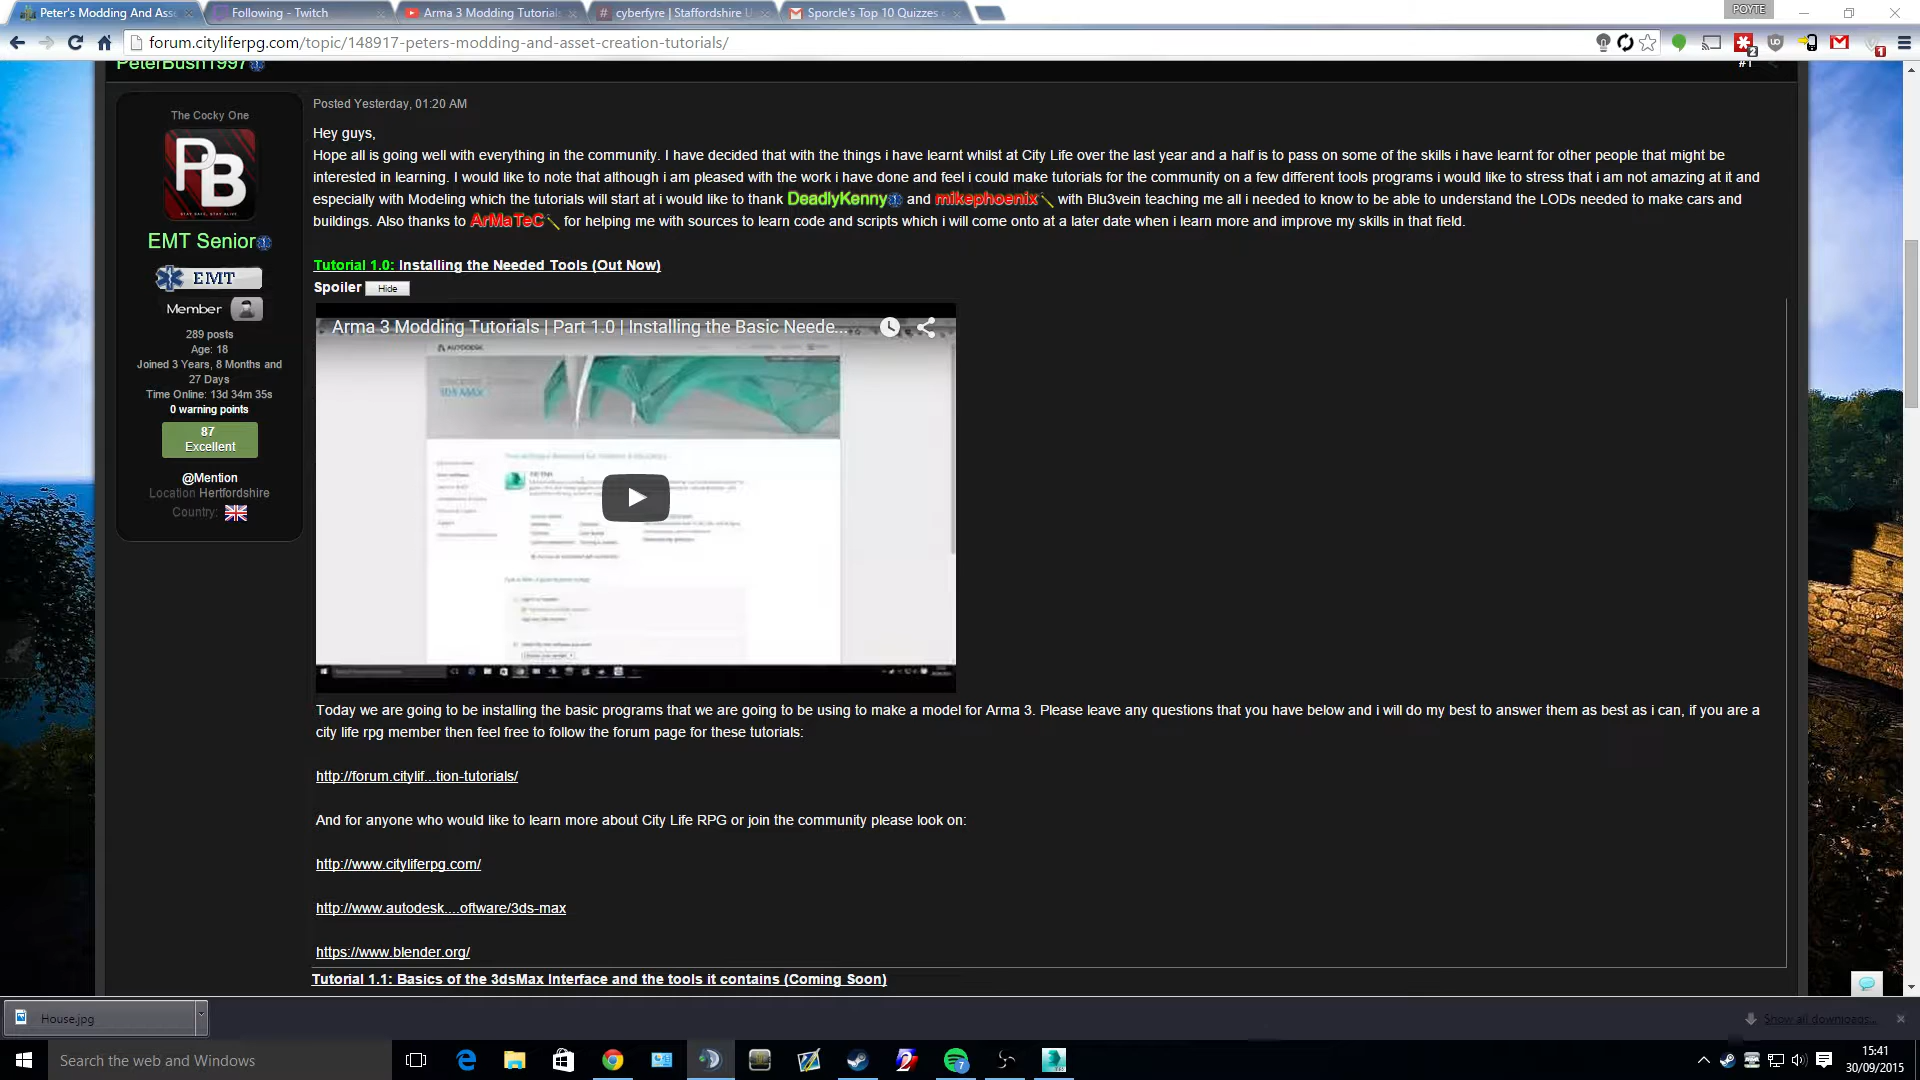 Peter's Modding And Asse
Following - Twitch
Arma 3 Modding Tutorial
cyberfyre | Staffordshire U
Sporcle's Top 10 Quizzes
POYTE
forum.cityliferpg.com/topic/148917-peters-modding-and-asset-creation-tutorials/
2
1
PeterBush1997
#1
The Cocky One
PB
STAY SAFE, STAY ALIVE
EMT Senior
EMT
Member
289 posts
Age: 18
Joined 3 Years, 8 Months and
27 Days
Time Online: 13d 34m 35s
0 warning points
87
Excellent
@Mention
Location Hertfordshire
Country:
Posted Yesterday, 01:20 AM
Hey guys,
Hope all is going well with everything in the community. I have decided that with the things i have learnt whilst at City Life over the last year and a half is to pass on some of the skills i have learnt for other people that might be
interested in learning. I would like to note that although i am pleased with the work i have done and feel i could make tutorials for the community on a few different tools programs i would like to stress that i am not amazing at it and
especially with Modeling which the tutorials will start at i would like to thank DeadlyKenny and mikephoenix with Blu3vein teaching me all i needed to know to be able to understand the LODs needed to make cars and
buildings. Also thanks to ArMaTeC for helping me with sources to learn code and scripts which i will come onto at a later date when i learn more and improve my skills in that field.
Tutorial 1.0: Installing the Needed Tools (Out Now)
Spoiler Hide
Arma 3 Modding Tutorials | Part 1.0 | Installing the Basic Neede...
AUTODESK
3DS MAX
Today we are going to be installing the basic programs that we are going to be using to make a model for Arma 3. Please leave any questions that you have below and i will do my best to answer them as best as i can, if you are a
city life rpg member then feel free to follow the forum page for these tutorials:
http://forum.citylif...tion-tutorials/
And for anyone who would like to learn more about City Life RPG or join the community please look on:
http://www.cityliferpg.com/
http://www.autodesk....oftware/3ds-max
https://www.blender.org/
Tutorial 1.1: Basics of the 3dsMax Interface and the tools it contains (Coming Soon)
House.jpg
Show all downloads...
Search the web and Windows
7
15:41
30/09/2015